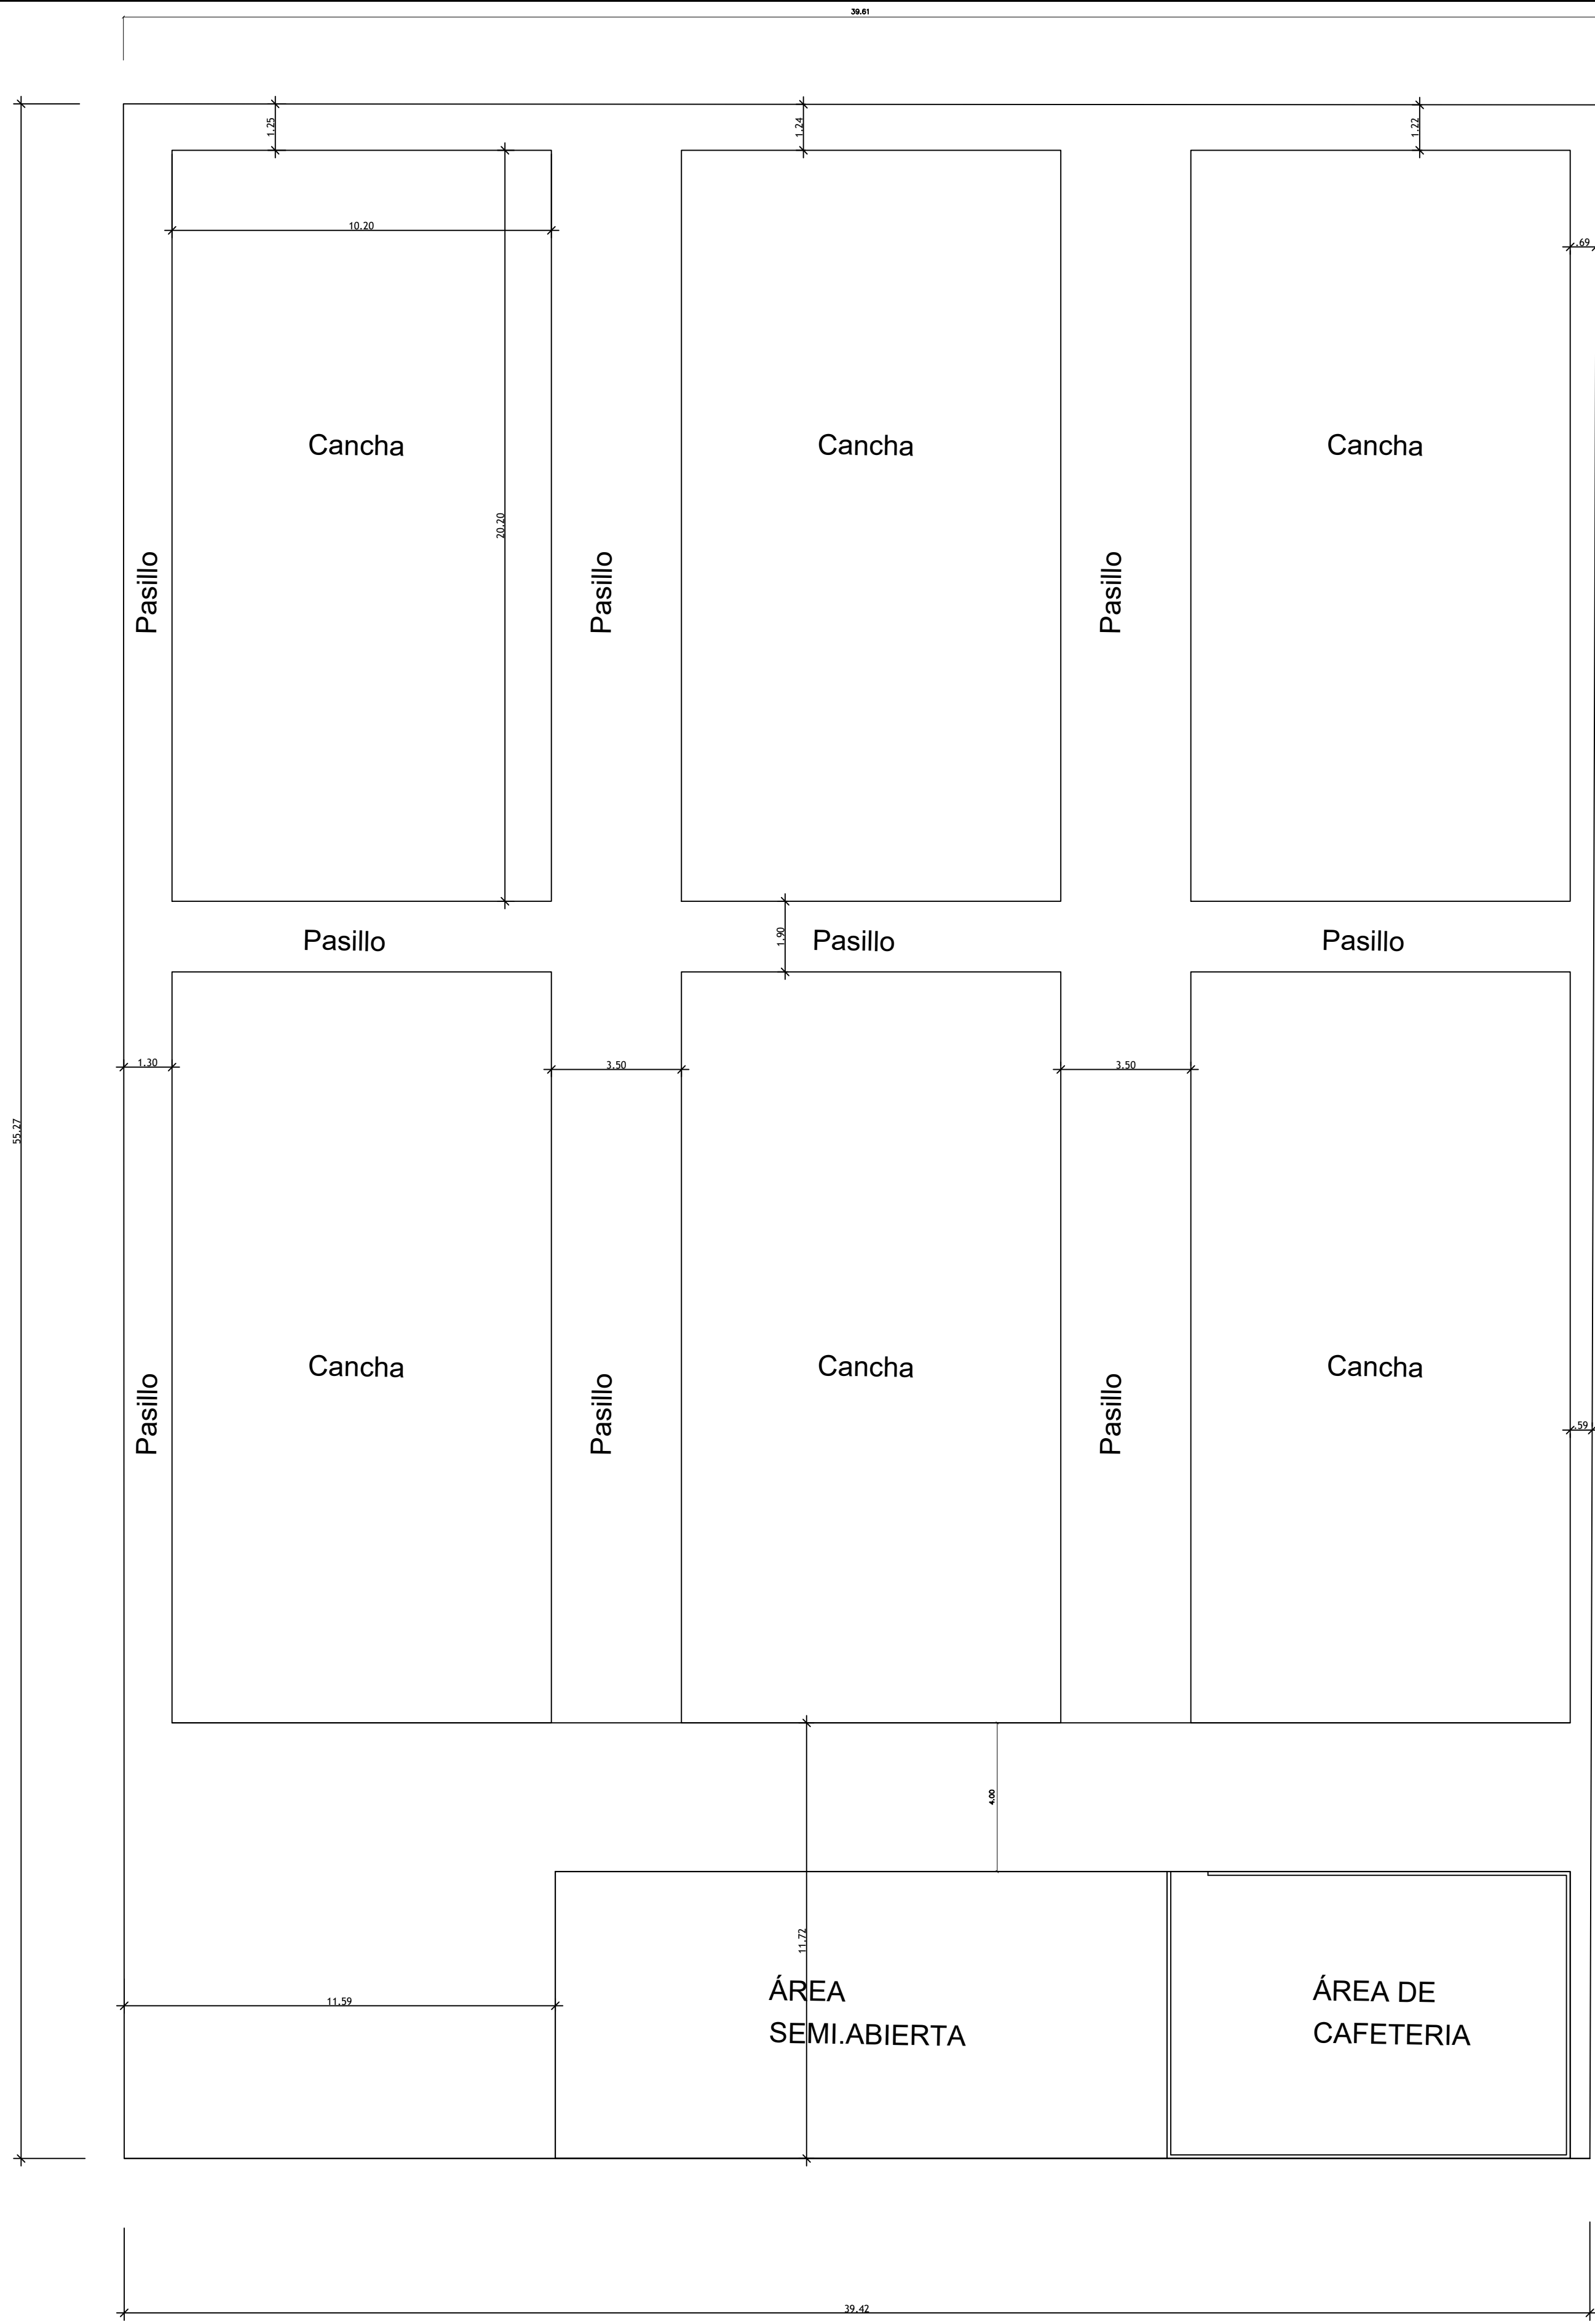 39.61
1.25
1.24
1.22
10.20
.69
Cancha
Cancha
Cancha
20.20
Pasillo
Pasillo
Pasillo
Pasillo
1.90
Pasillo
Pasillo
1.30
3.50
3.50
55.27
Cancha
Cancha
Cancha
Pasillo
Pasillo
Pasillo
.59
4.00
11.72
11.59
ÁREA
SEMI.ABIERTA
ÁREA DE
CAFETERIA
39.42